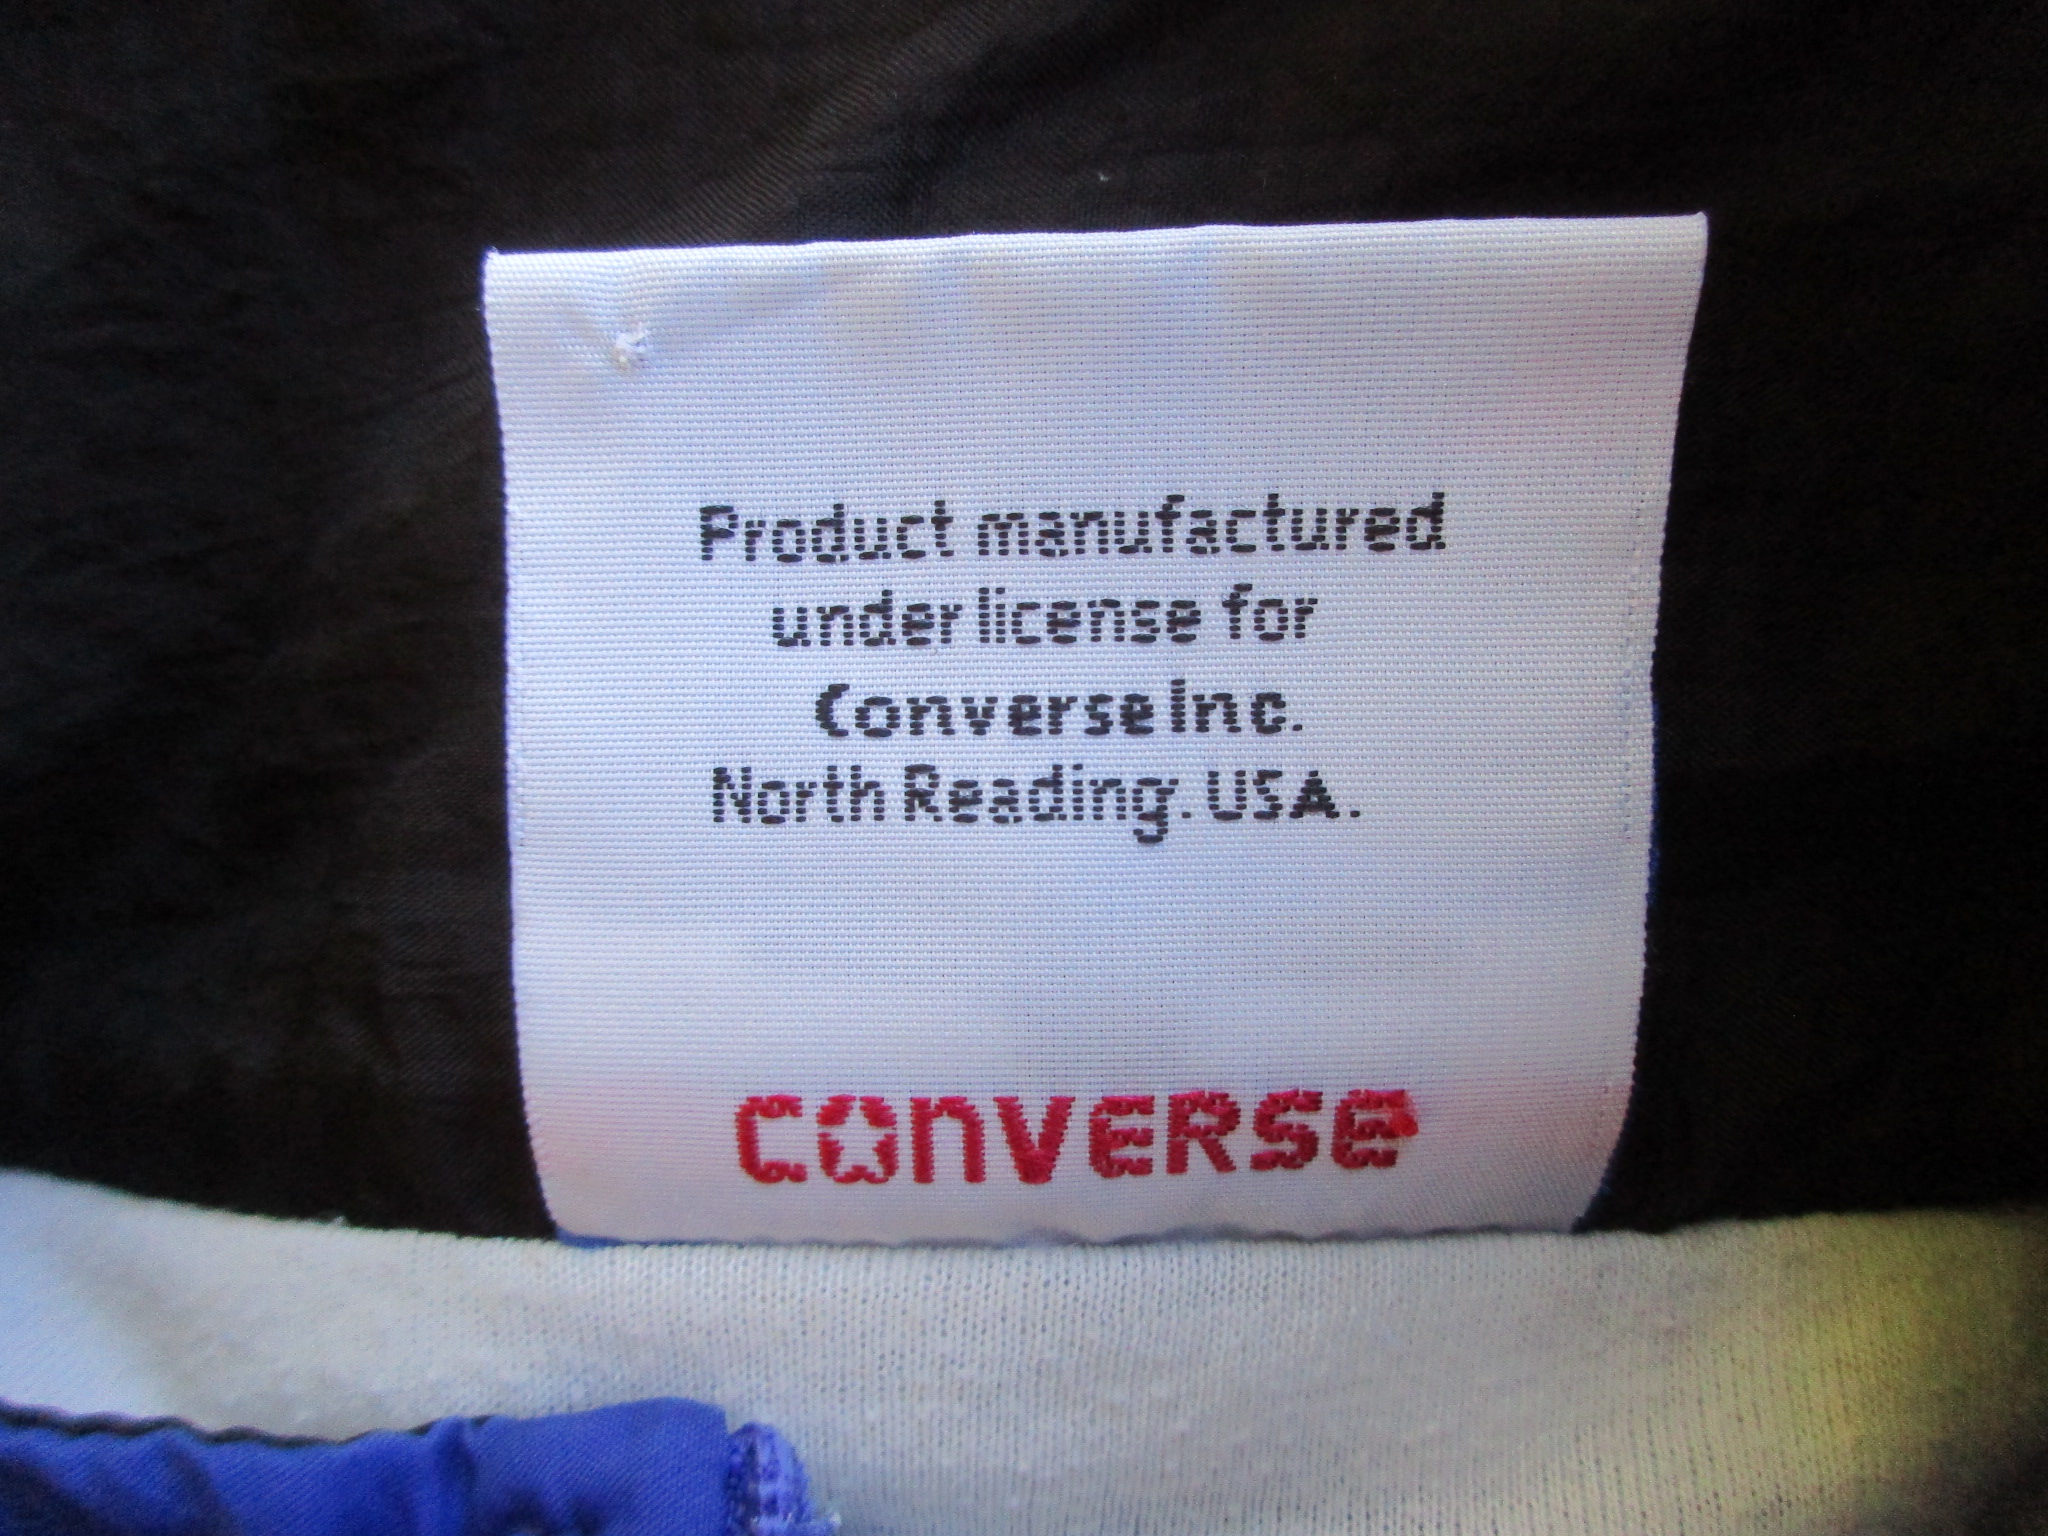 Product manufactured
under license for
Converse Inc.
North Reading. USA.
CONVERSE